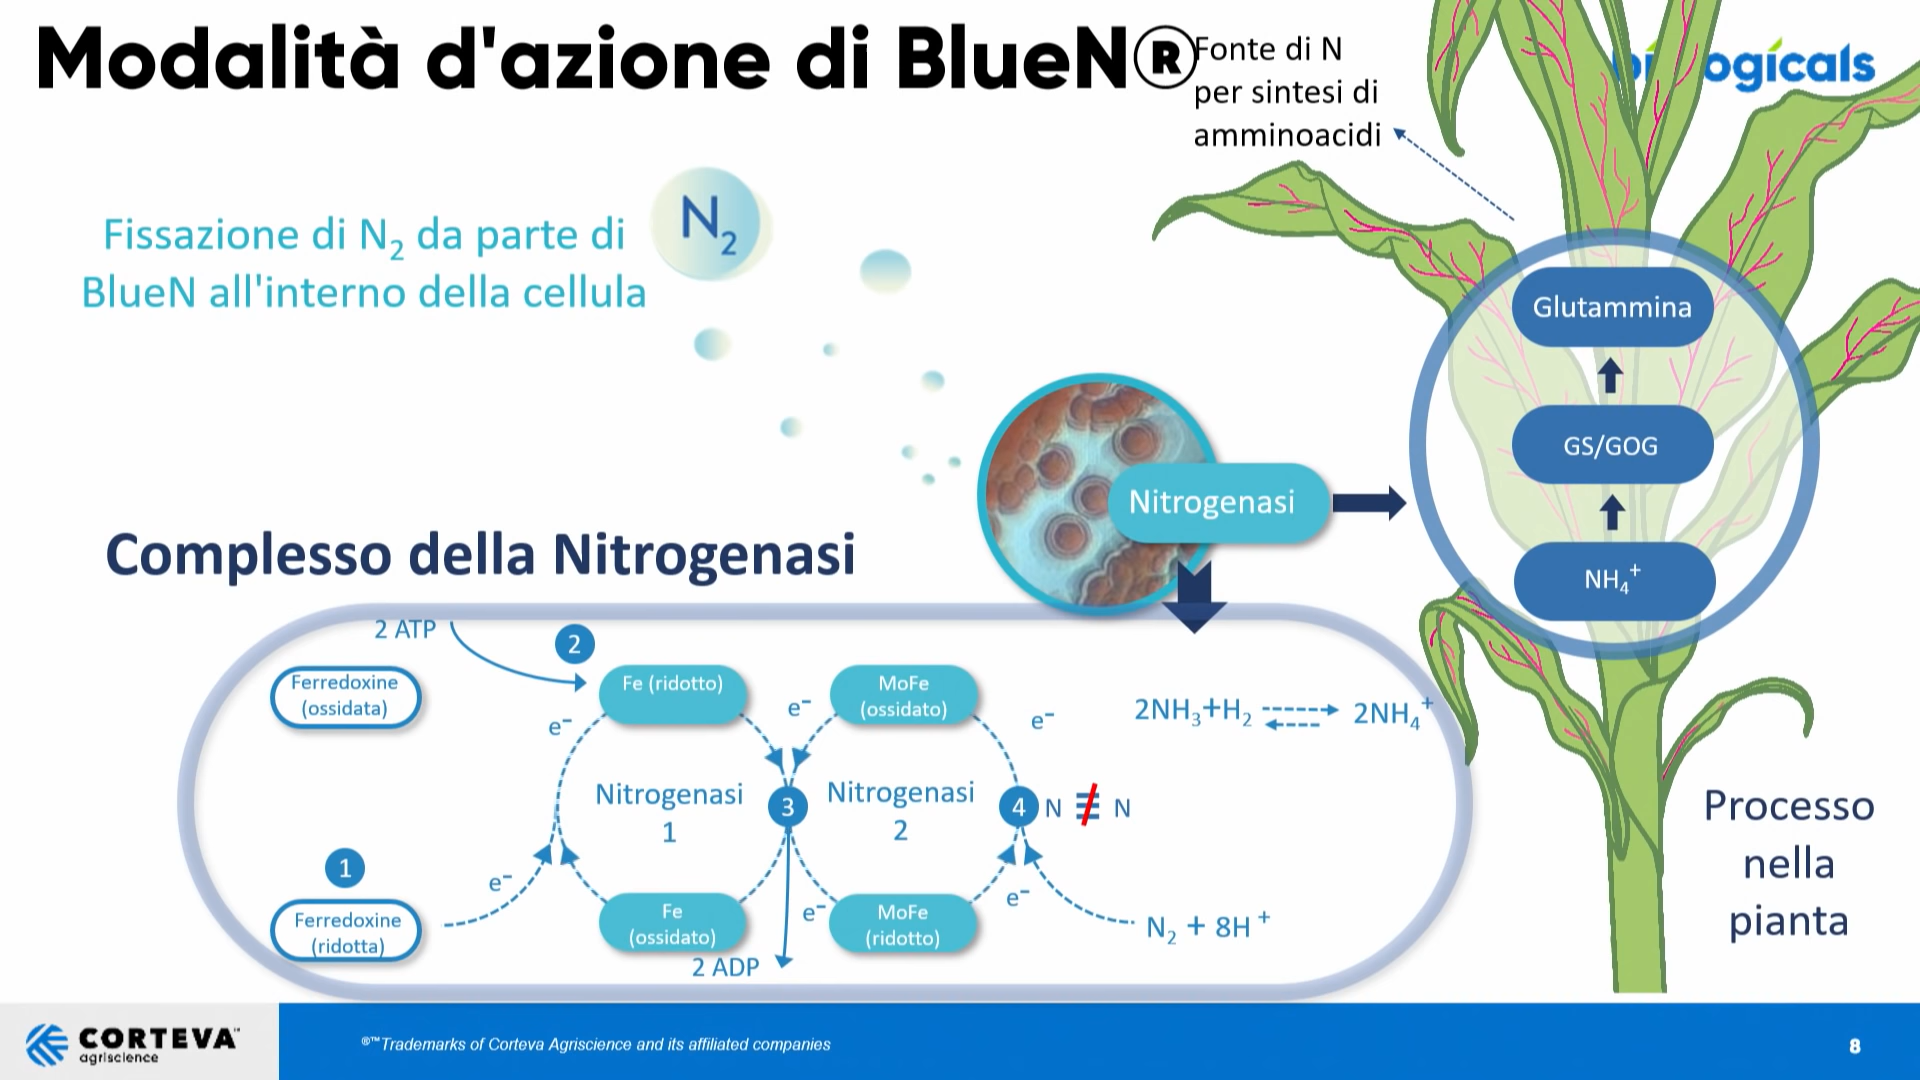 Modalità d'azione di BlueN®
Fonte di N
per sintesi di
amminoacidi
Fissazione di N₂ da parte di
BlueN all'interno della cellula
N₂
Glutammina
GS/GOG
NH₄⁺
Nitrogenasi
Complesso della Nitrogenasi
2 ATP
2
Ferredoxine
(ossidata)
Fe (ridotto)
MoFe
(ossidato)
e⁻
e⁻
e⁻
2NH₃+H₂
2NH₄⁺
Nitrogenasi
1
3
Nitrogenasi
2
4
N ≡ N
1
e⁻
Ferredoxine
(ridotta)
Fe
(ossidato)
e⁻
MoFe
(ridotto)
e⁻
N₂ + 8H⁺
2 ADP
Processo
nella
pianta
CORTEVA™
agriscience
®™Trademarks of Corteva Agriscience and its affiliated companies
8